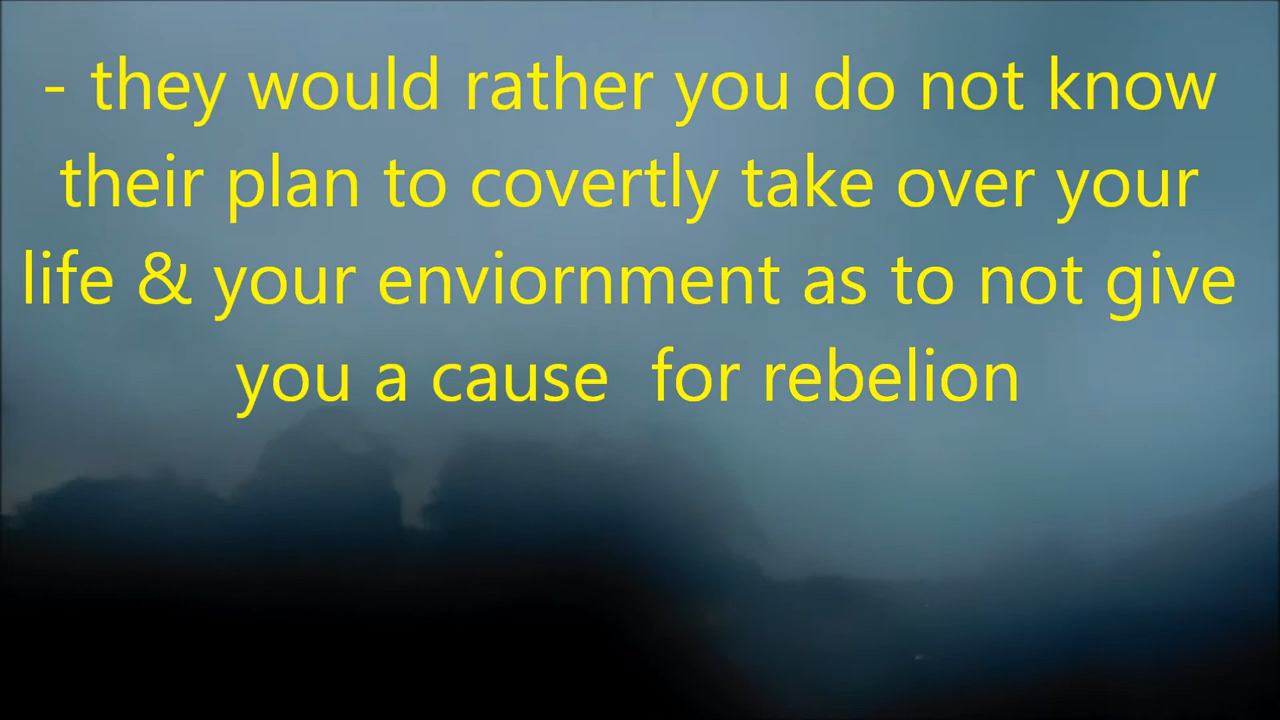 - they would rather you do not know
their plan to covertly take over your
life & your enviornment as to not give
you a cause  for rebelion